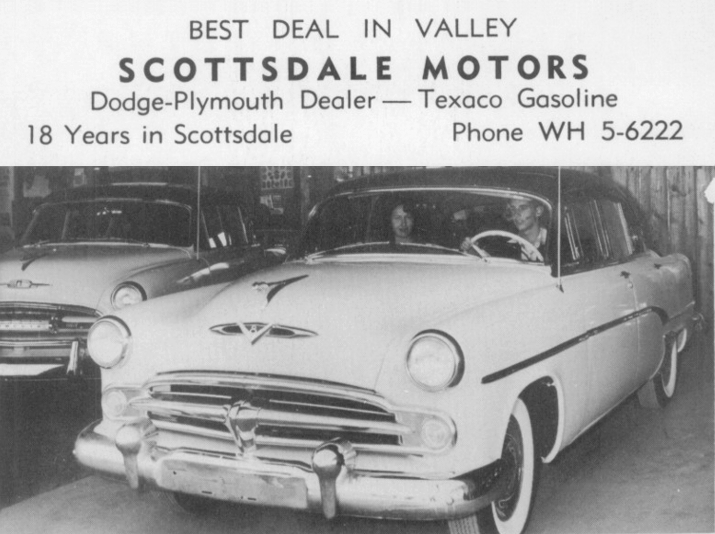 BEST DEAL IN VALLEY
SCOTTSDALE MOTORS
Dodge-Plymouth Dealer — Texaco Gasoline
18 Years in Scottsdale Phone WH 5-6222